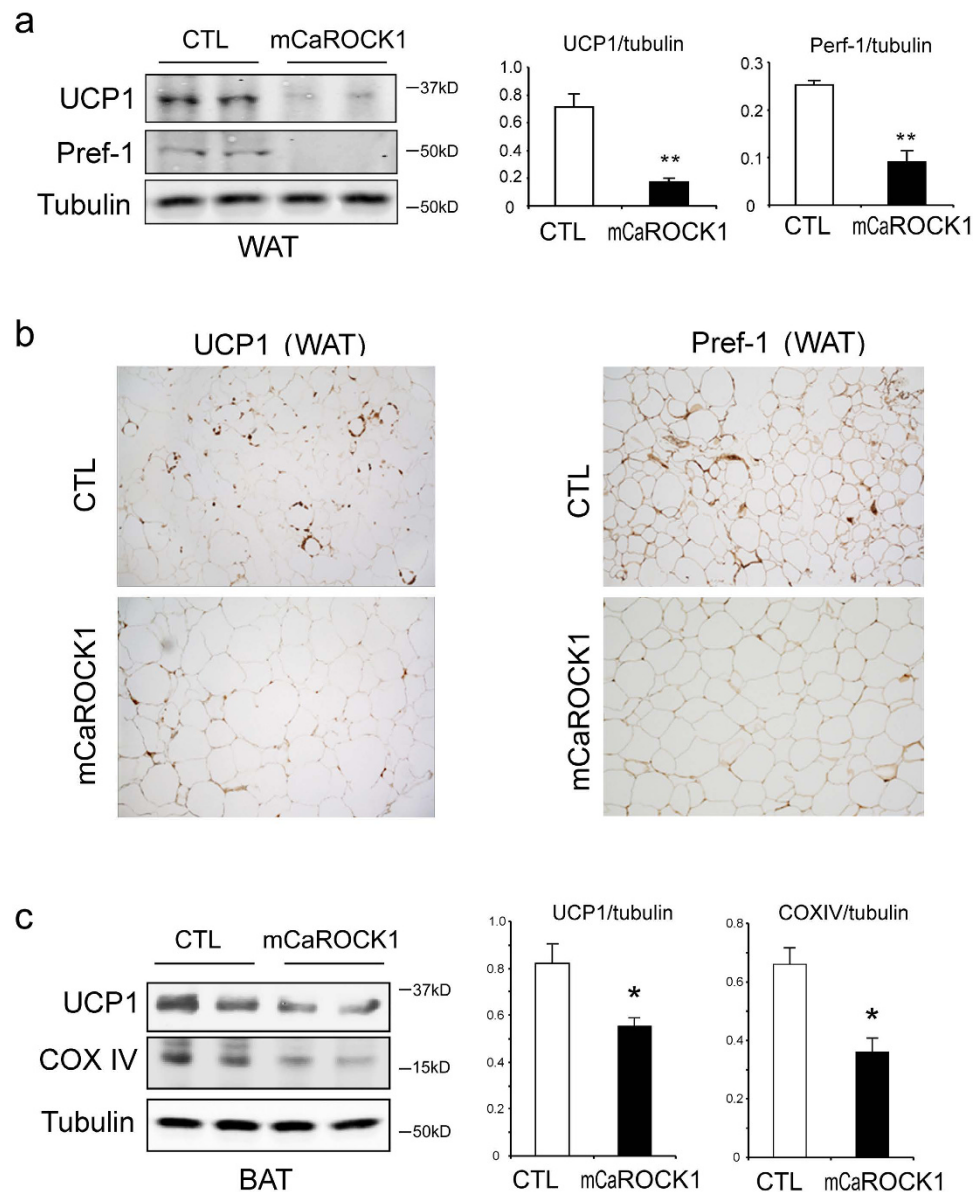 a
CTL mCaROCK1
UCP1
Pref-1
Tubulin
—37kD
—50kD
—50kD
WAT
UCP1/tubulin
1.0
0.8
0.6
0.4
0.2
0
**
CTL mCaROCK1
Perf-1/tubulin
0.3
0.2
0.1
0
**
CTL mCaROCK1
b
UCP1 (WAT)
Pref-1 (WAT)
CTL
CTL
mCaROCK1
mCaROCK1
c
CTL mCaROCK1
UCP1
COX IV
Tubulin
—37kD
—15kD
—50kD
BAT
UCP1/tubulin
1.0
0.8
0.6
0.4
0.2
0
*
CTL mCaROCK1
COXIV/tubulin
0.8
0.6
0.4
0.2
0
*
CTL mCaROCK1